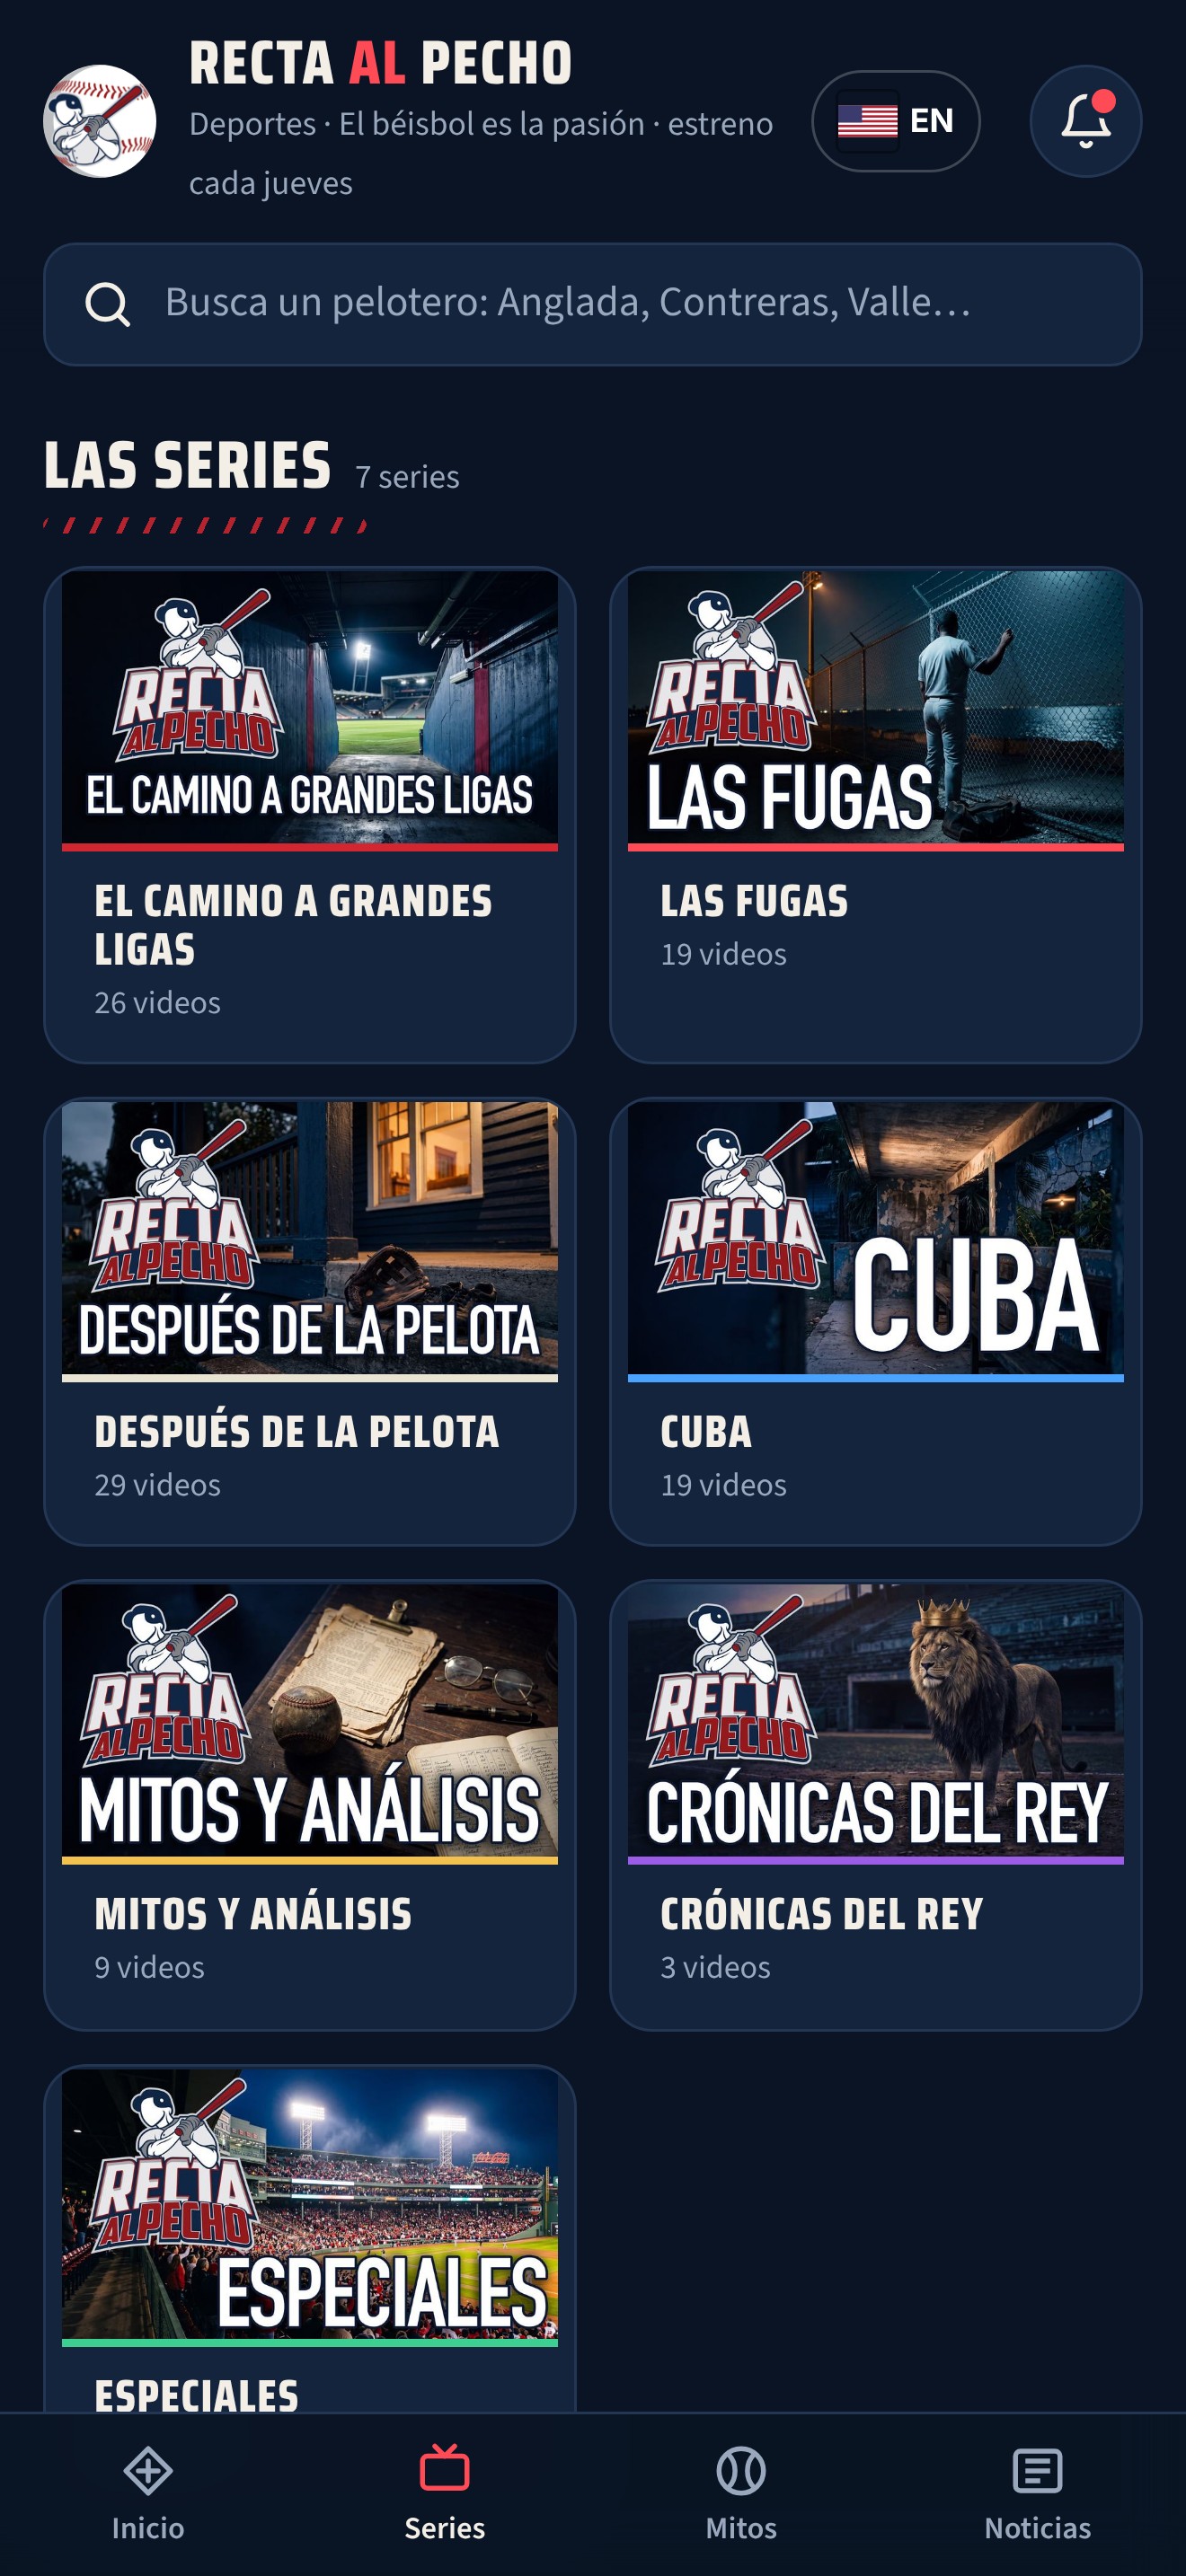 RECTA AL PECHO
Deportes · El béisbol es la pasión · estreno
cada jueves
EN
Busca un pelotero: Anglada, Contreras, Valle…
LAS SERIES 7 series
RECTA
AL PECHO
EL CAMINO A GRANDES LIGAS
EL CAMINO A GRANDES
LIGAS
26 videos
RECTA
AL PECHO
LAS FUGAS
LAS FUGAS
19 videos
RECTA
AL PECHO
DESPUÉS DE LA PELOTA
DESPUÉS DE LA PELOTA
29 videos
RECTA
AL PECHO
CUBA
CUBA
19 videos
RECTA
AL PECHO
MITOS Y ANÁLISIS
MITOS Y ANÁLISIS
9 videos
RECTA
AL PECHO
CRÓNICAS DEL REY
CRÓNICAS DEL REY
3 videos
RECTA
AL PECHO
ESPECIALES
ESPECIALES
Inicio
Series
Mitos
Noticias